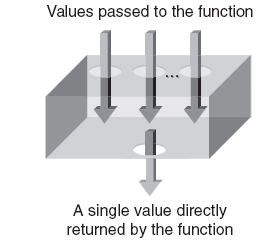 Values passed to the function
...
A single value directly
returned by the function